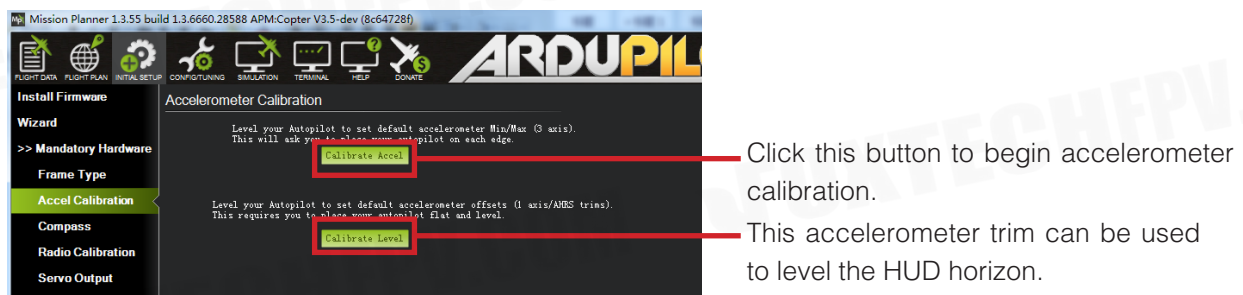 Mission Planner 1.3.55 build 1.3.6660.28588 APM:Copter V3.5-dev (8c64728f)
FLIGHT DATA FLIGHT PLAN INITIAL SETUP CONFIG/TUNING SIMULATION TERMINAL HELP DONATE
ARDUPIL
Install Firmware
Accelerometer Calibration
Wizard
>> Mandatory Hardware
Frame Type
Accel Calibration
Compass
Radio Calibration
Servo Output
Level your Autopilot to set default accelerometer Min/Max (3 axis).
This will ask you to place your autopilot on each edge.
Calibrate Accel
Level your Autopilot to set default accelerometer offsets (1 axis/AHRS trims).
This requires you to place your autopilot flat and level.
Calibrate Level
Click this button to begin accelerometer
calibration.
This accelerometer trim can be used
to level the HUD horizon.
FOXTECHFPV.